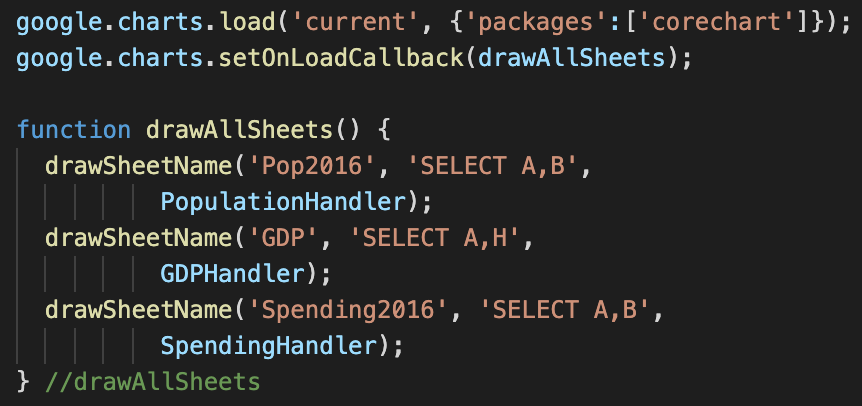 google.charts.load('current', {'packages':['corechart']});
google.charts.setOnLoadCallback(drawAllSheets);

function drawAllSheets() {
  drawSheetName('Pop2016', 'SELECT A,B',
          PopulationHandler);
  drawSheetName('GDP', 'SELECT A,H',
          GDPHandler);
  drawSheetName('Spending2016', 'SELECT A,B',
          SpendingHandler);
} //drawAllSheets